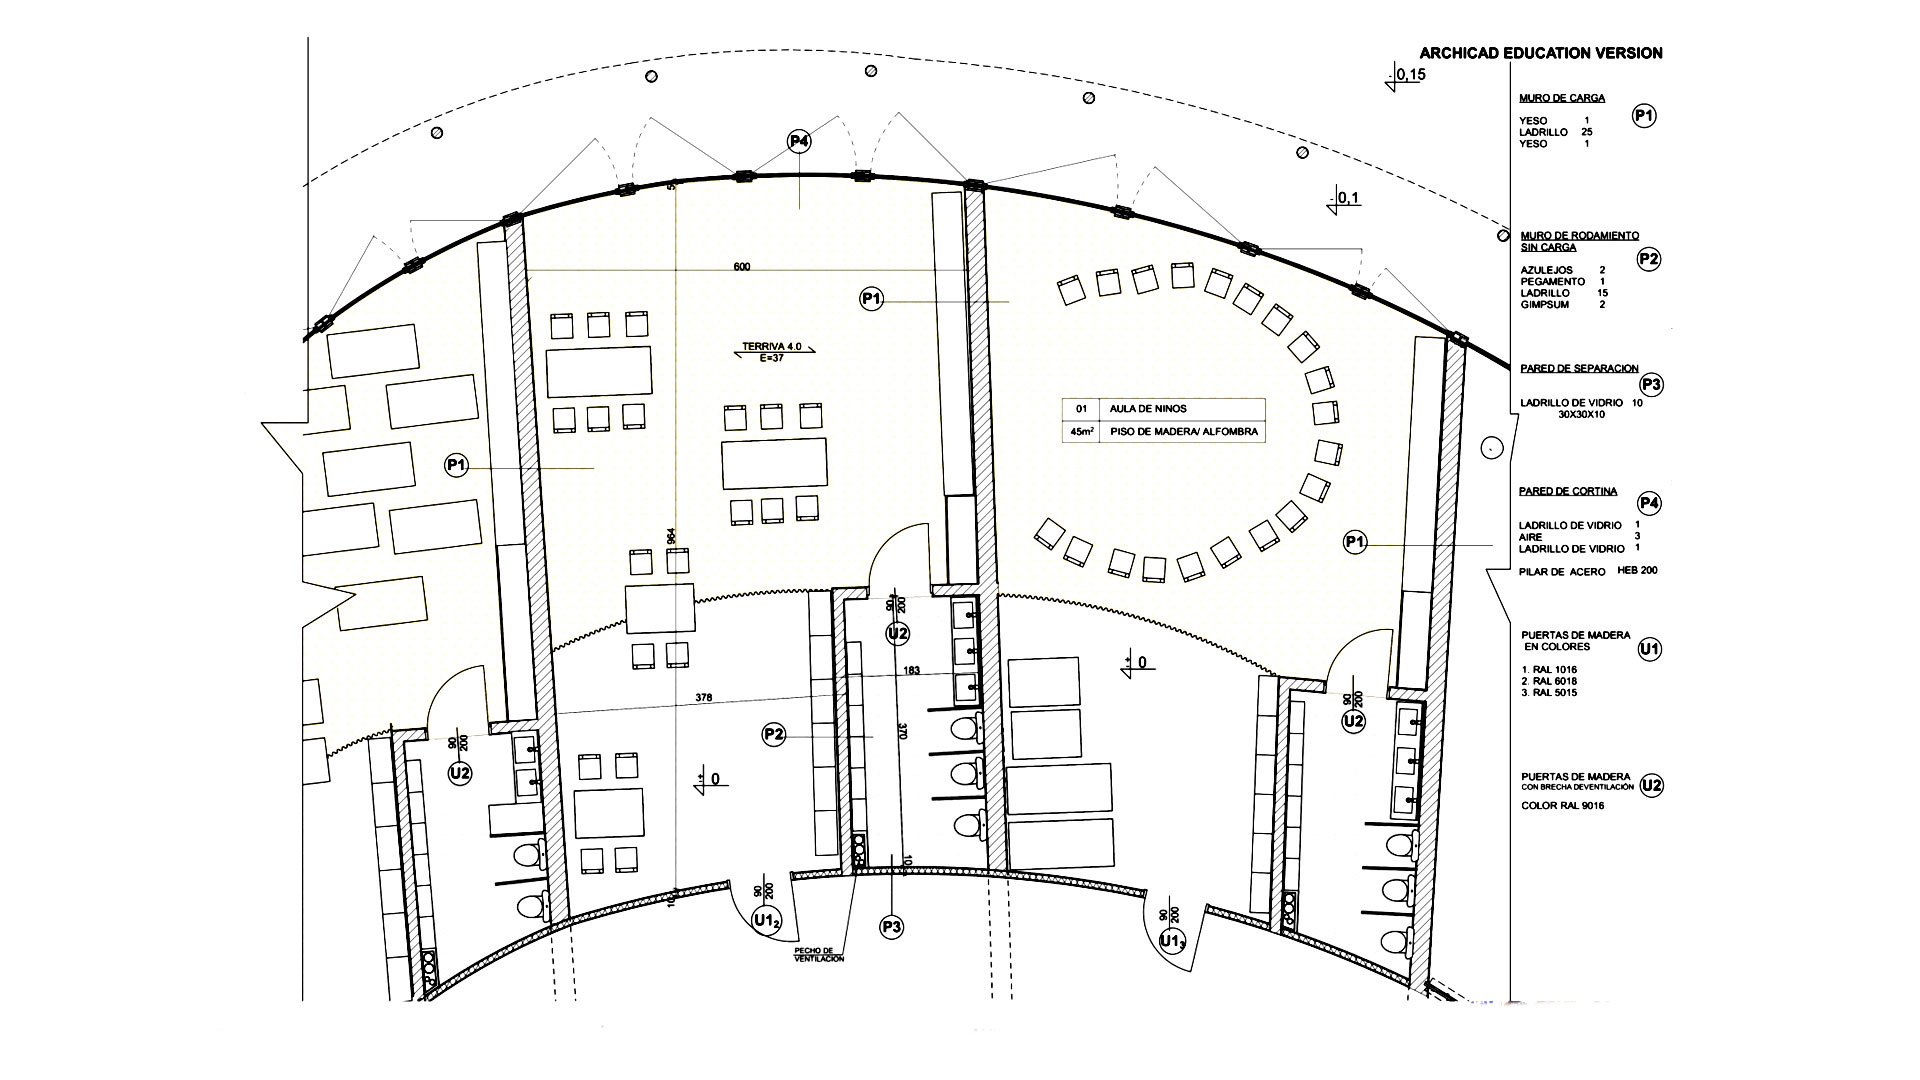 ARCHICAD EDUCATION VERSION
-0,15
MURO DE CARGA
P1
YESO 1
LADRILLO 25
YESO 1
P4
-0,1
MURO DE RODAMIENTO
SIN CARGA
P2
AZULEJOS 2
PEGAMENTO 1
LADRILLO 15
GIMPSUM 2
600
P1
TERRIVA 4.0
E=37
PARED DE SEPARACION
P3
LADRILLO DE VIDRIO 10
30X30X10
01 AULA DE NINOS
45m² PISO DE MADERA/ ALFOMBRA
P1
PARED DE CORTINA
P4
LADRILLO DE VIDRIO 1
AIRE 3
LADRILLO DE VIDRIO 1
PILAR DE ACERO HEB 200
964
P1
90
200
U2
PUERTAS DE MADERA
EN COLORES
U1
1. RAL 1016
2. RAL 6018
3. RAL 5015
± 0
183
378
90
200
U2
P2
370
90
200
U2
± 0
PUERTAS DE MADERA
CON BRECHA DEVENTILACIÓN
U2
COLOR RAL 9016
10
10
90
200
U1₂
P3
90
200
U1₃
PECHO DE
VENTILACION